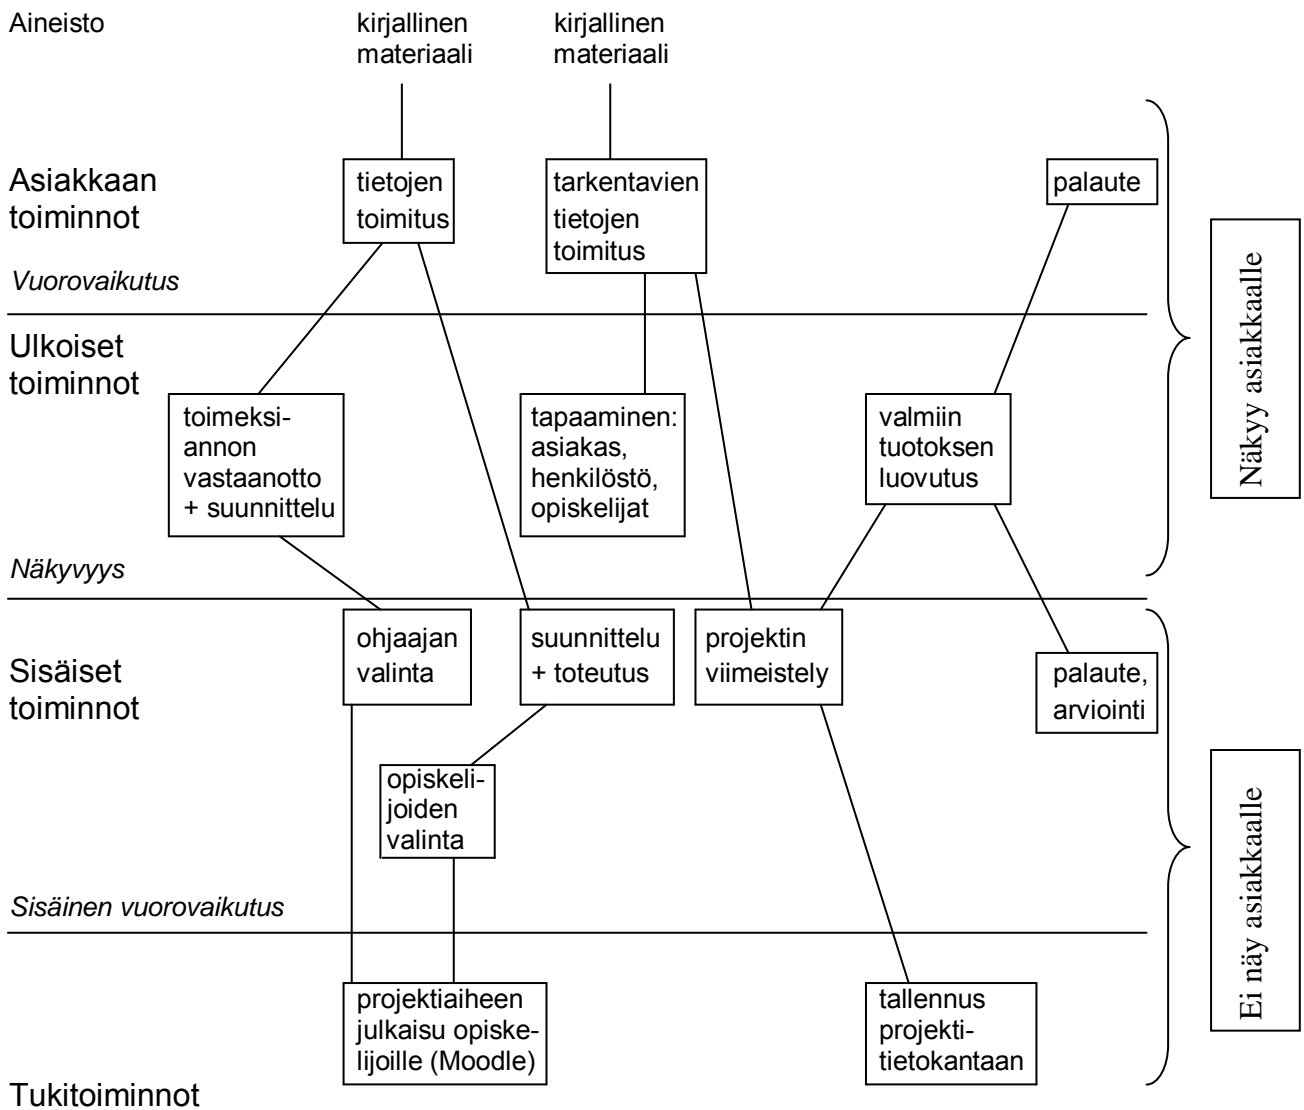 Aineisto
kirjallinen
materiaali
kirjallinen
materiaali
Asiakkaan
toiminnot
tietojen
toimitus
tarkentavien
tietojen
toimitus
palaute
Vuorovaikutus
Näkyy asiakkaalle
Ulkoiset
toiminnot
toimeksi-
annon
vastaanotto
+ suunnittelu
tapaaminen:
asiakas,
henkilöstö,
opiskelijat
valmiin
tuotoksen
luovutus
Näkyvyys
Sisäiset
toiminnot
ohjaajan
valinta
suunnittelu
+ toteutus
projektin
viimeistely
palaute,
arviointi
opiskeli-
joiden
valinta
Ei näy asiakkaalle
Sisäinen vuorovaikutus
projektiaiheen
julkaisu opiske-
lijoille (Moodle)
tallennus
projekti-
tietokantaan
Tukitoiminnot